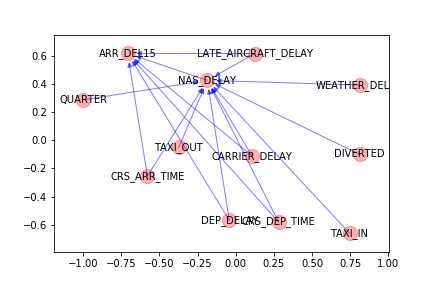 0.6
0.4
0.2
0.0
−0.2
−0.4
−0.6
ARR_DEL15
LATE_AIRCRAFT_DELAY
NAS_DELAY
WEATHER_DEL
QUARTER
TAXI_OUT
CARRIER_DELAY
DIVERTED
CRS_ARR_TIME
DEP_DELAY
CRS_DEP_TIME
TAXI_IN
−1.00 −0.75 −0.50 −0.25 0.00 0.25 0.50 0.75 1.00